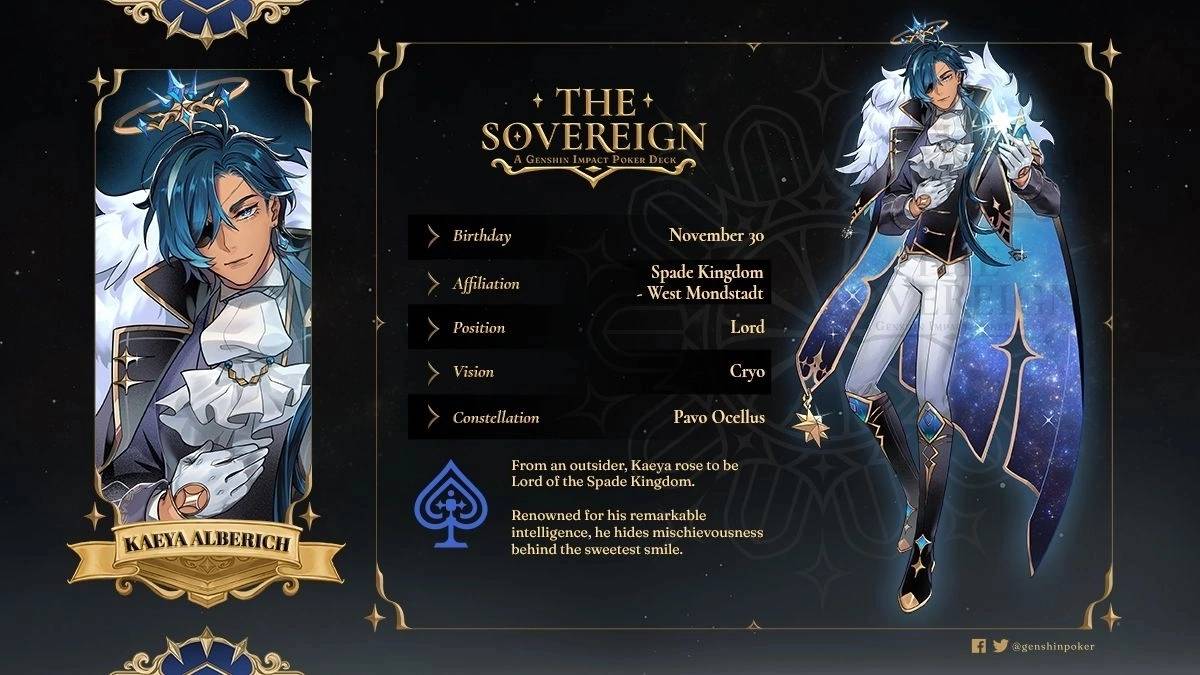 THE
SOVEREIGN
A Genshin Impact Poker Deck
Birthday
November 30
Affiliation
Spade Kingdom
- West Mondstadt
Position
Lord
Vision
Cryo
Constellation
Pavo Ocellus
From an outsider, Kaeya rose to be
Lord of the Spade Kingdom.
Renowned for his remarkable
intelligence, he hides mischievousness
behind the sweetest smile.
KAEYA ALBERICH
@genshinpoker